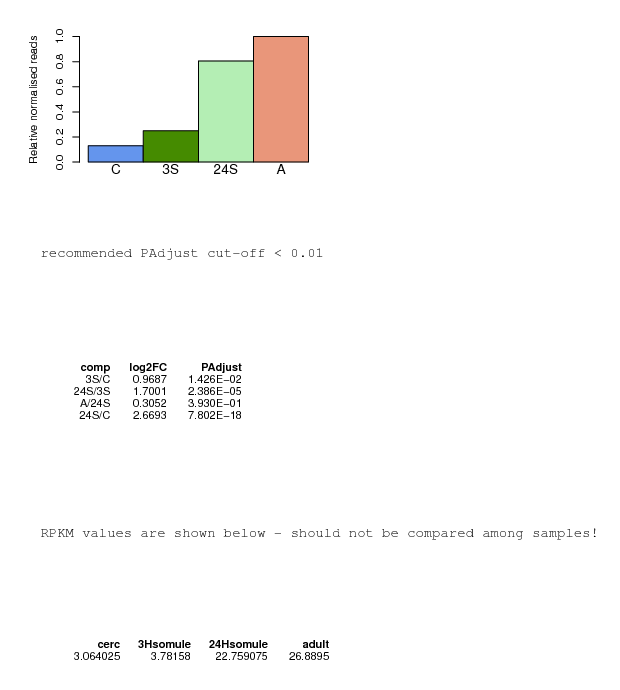 Relative normalised reads
1.0
0.8
0.6
0.4
0.2
0.0
C 3S 24S A
recommended PAdjust cut-off < 0.01
comp log2FC PAdjust
3S/C 0.9687 1.426E-02
24S/3S 1.7001 2.386E-05
A/24S 0.3052 3.930E-01
24S/C 2.6693 7.802E-18
RPKM values are shown below - should not be compared among samples!
cerc 3Hsomule 24Hsomule adult
3.064025 3.78158 22.759075 26.8895